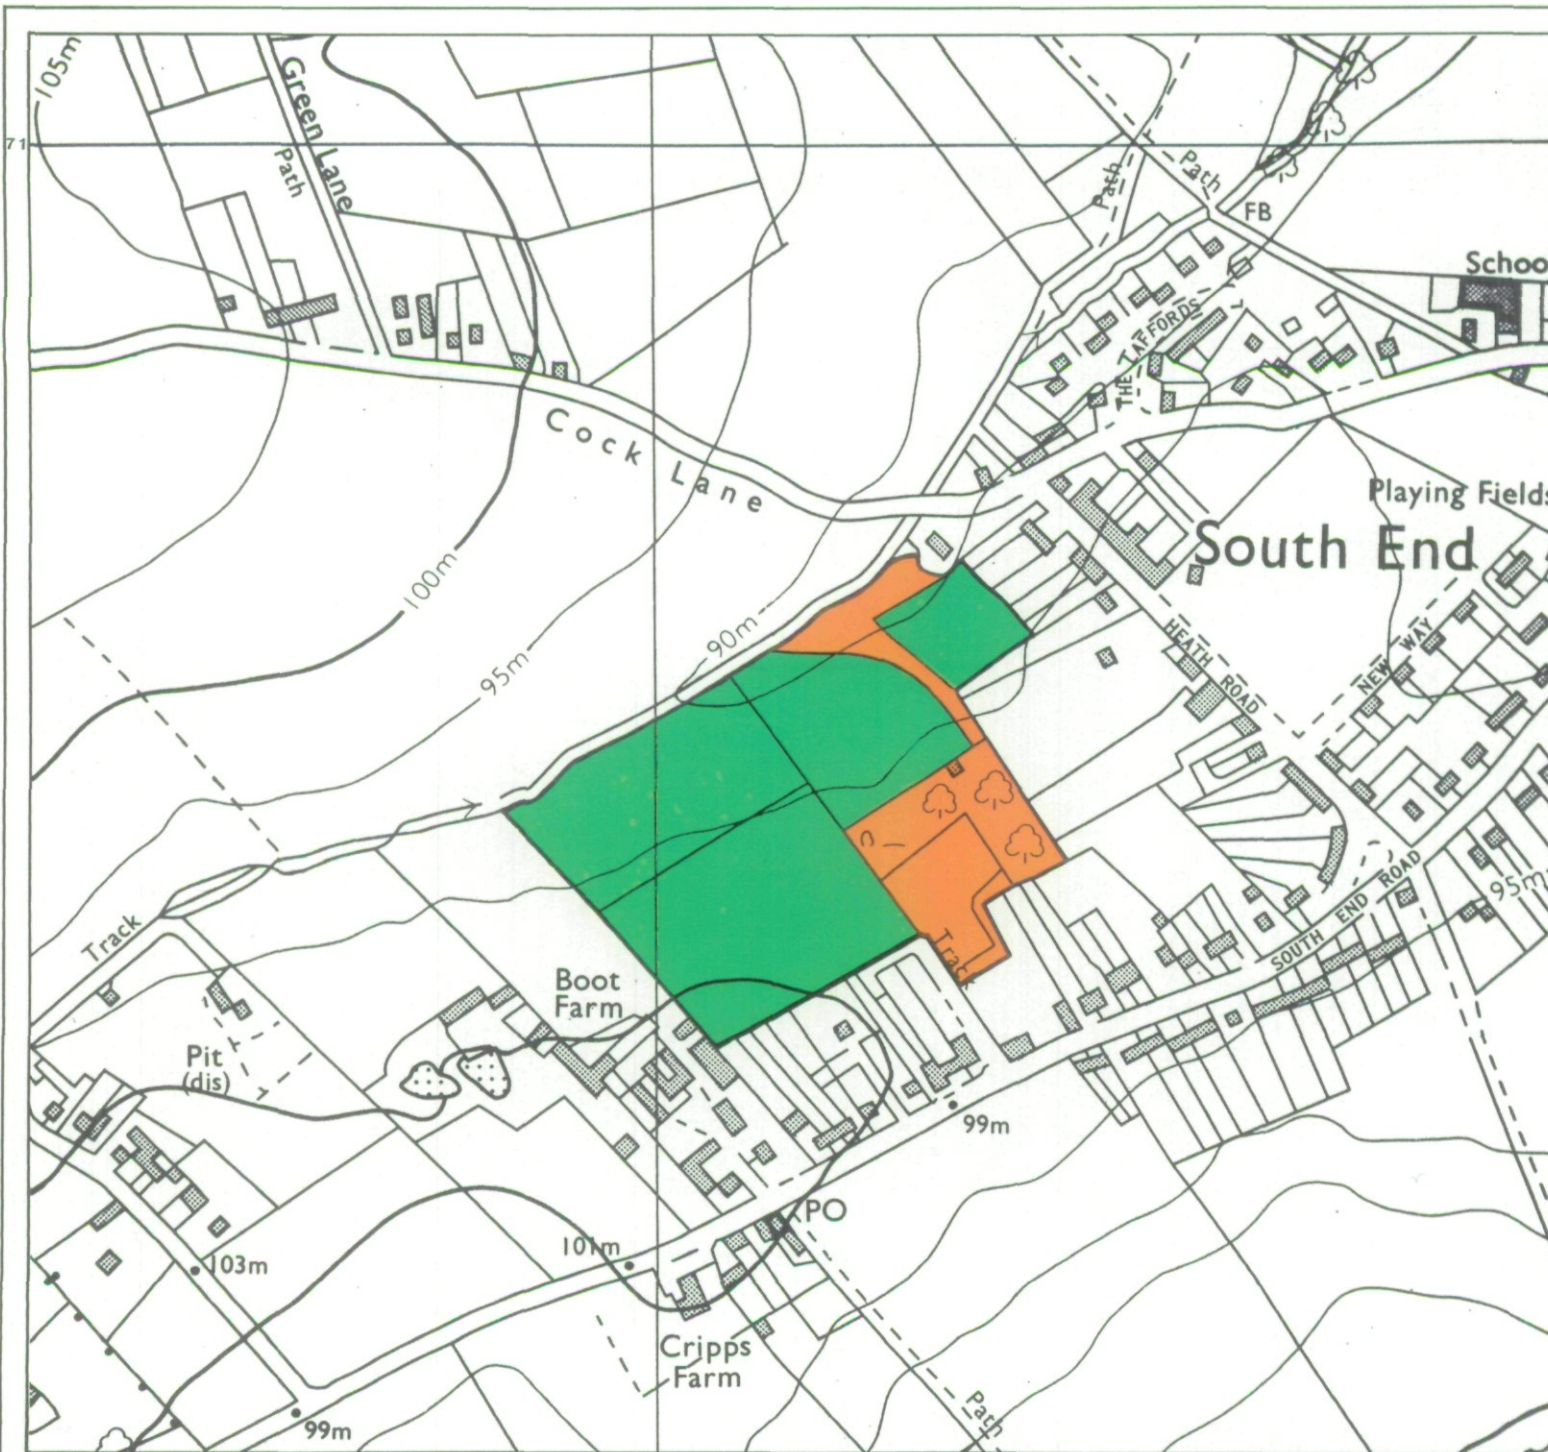 105m
Green Lane
Path
71
Path
Path
FB
Schoo
THE TAFFORDS
Cock Lane
Playing Fields
South End
100m
95m
90m
HEATH ROAD
NEW WAY
Track
Track
Boot
Farm
SOUTH END ROAD
95m
Pit
(dis)
99m
PO
103m
101m
Cripps
Farm
Path
99m